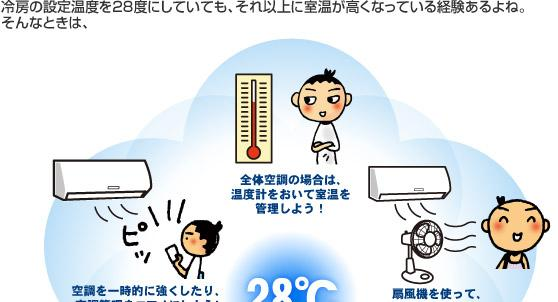 冷房の設定温度を28度にしていても、それ以上に室温が高くなっている経験あるよね。
そんなときは、
全体空調の場合は、
温度計をおいて室温を
管理しよう！
ピッ
空調を一時的に強くしたり、
28℃
扇風機を使って、